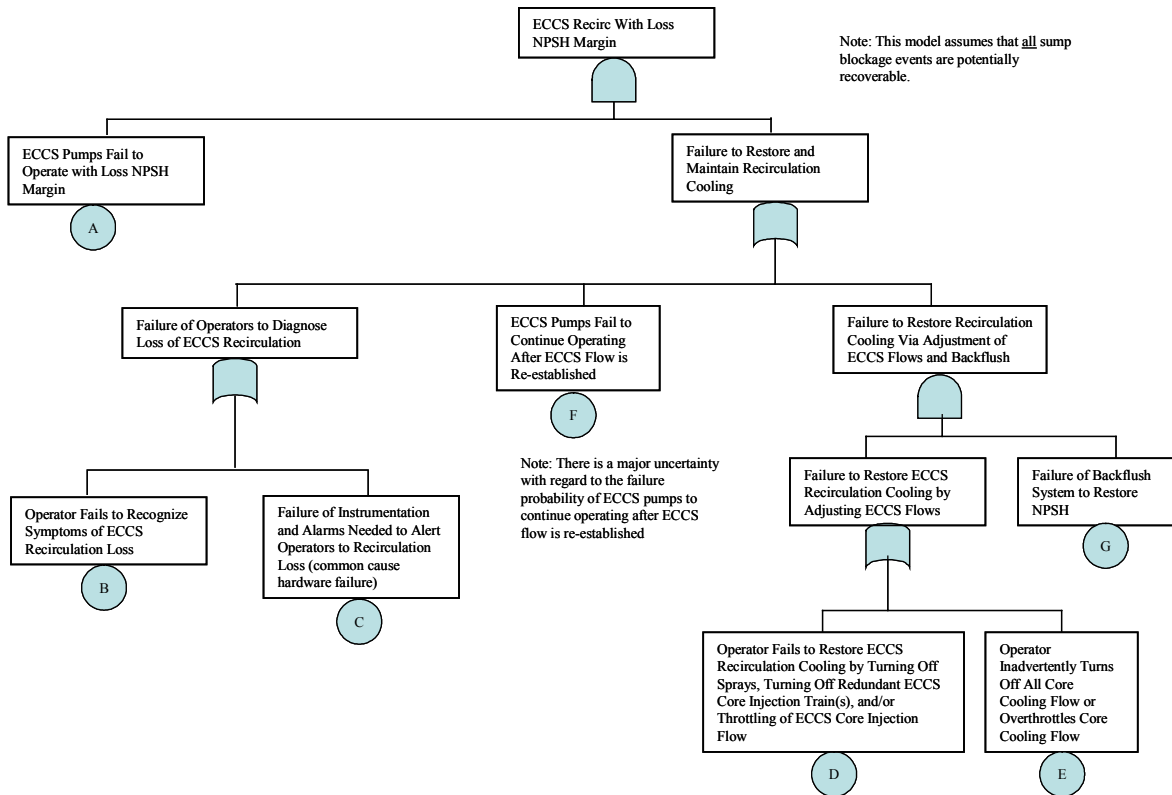 ECCS Recirc With Loss
NPSH Margin
Note: This model assumes that all sump
blockage events are potentially
recoverable.
ECCS Pumps Fail to
Operate with Loss NPSH
Margin
A
Failure to Restore and
Maintain Recirculation
Cooling
Failure of Operators to Diagnose
Loss of ECCS Recirculation
ECCS Pumps Fail to
Continue Operating
After ECCS Flow is
Re-established
F
Failure to Restore Recirculation
Cooling Via Adjustment of
ECCS Flows and Backflush
Note: There is a major uncertainty
with regard to the failure
probability of ECCS pumps to
continue operating after ECCS
flow is re-established
Operator Fails to Recognize
Symptoms of ECCS
Recirculation Loss
B
Failure of Instrumentation
and Alarms Needed to Alert
Operators to Recirculation
Loss (common cause
hardware failure)
C
Failure to Restore ECCS
Recirculation Cooling by
Adjusting ECCS Flows
Failure of Backflush
System to Restore
NPSH
G
Operator Fails to Restore ECCS
Recirculation Cooling by Turning Off
Sprays, Turning Off Redundant ECCS
Core Injection Train(s), and/or
Throttling of ECCS Core Injection
Flow
D
Operator
Inadvertently Turns
Off All Core
Cooling Flow or
Overthrottles Core
Cooling Flow
E